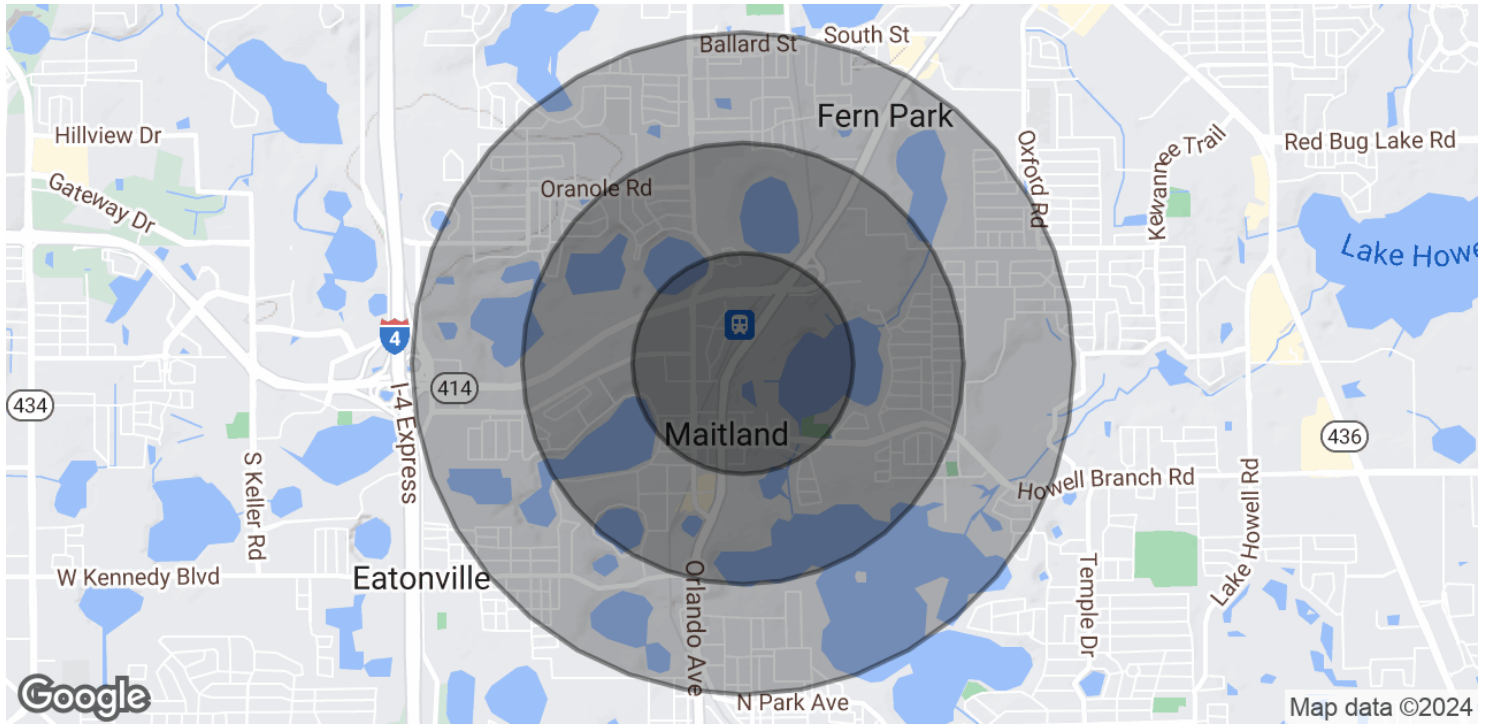 Ballard St
South St
Fern Park
Hillview Dr
Oxford Rd
Kewannee Trail
Red Bug Lake Rd
Gateway Dr
Oranole Rd
Lake Howe
4
414
I-4 Express
434
Maitland
436
S Keller Rd
Howell Branch Rd
Lake Howell Rd
W Kennedy Blvd
Eatonville
Orlando Ave
Temple Dr
Google
N Park Ave
Map data ©2024